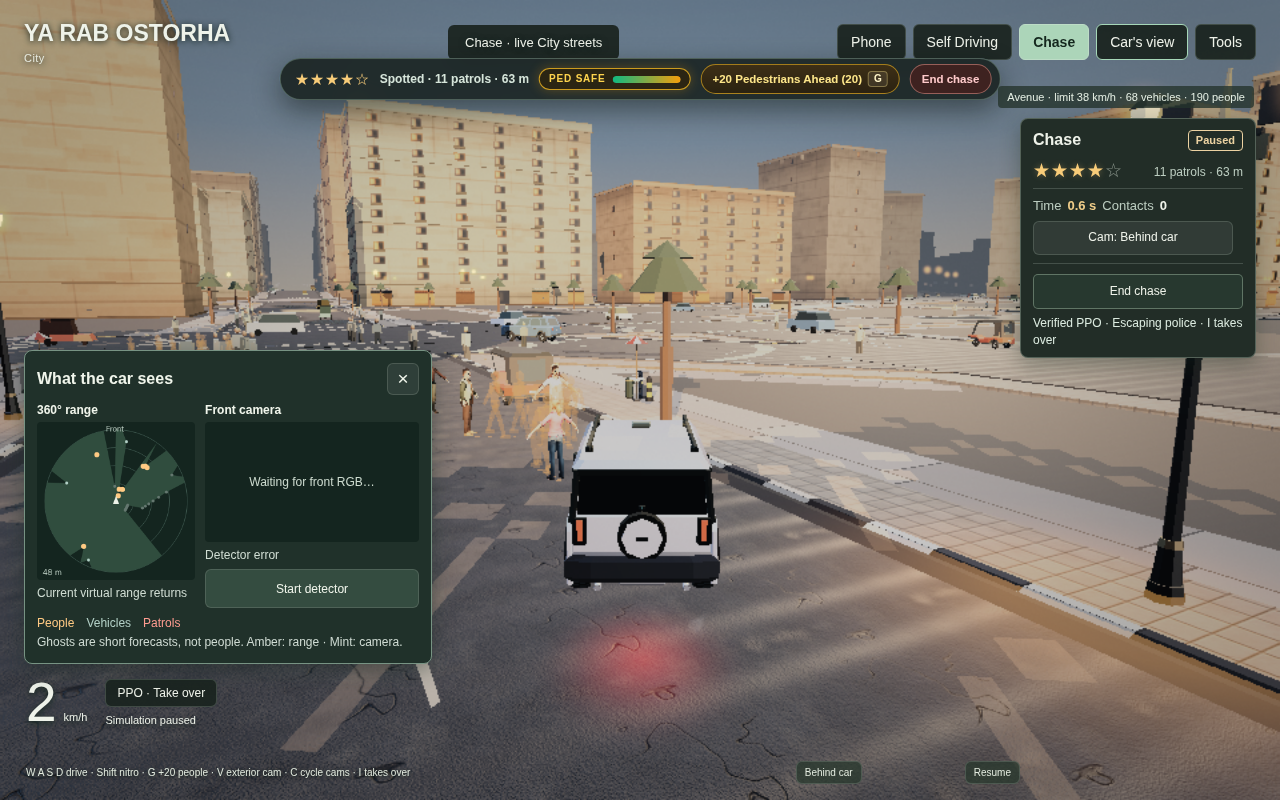 YA RAB OSTORHA
City
Chase · live City streets
Phone
Self Driving
Chase
Car's view
Tools
★★★★☆ Spotted · 11 patrols · 63 m
PED SAFE
+20 Pedestrians Ahead (20) G
End chase
Avenue · limit 38 km/h · 68 vehicles · 190 people
Chase
Paused
★★★★☆ 11 patrols · 63 m
Time 0.6 s Contacts 0
Cam: Behind car
End chase
Verified PPO · Escaping police · I takes
over
What the car sees
✕
360° range
Front camera
Front
Waiting for front RGB…
48 m
Detector error
Current virtual range returns
Start detector
People Vehicles Patrols
Ghosts are short forecasts, not people. Amber: range · Mint: camera.
2 km/h
PPO · Take over
Simulation paused
W A S D drive · Shift nitro · G +20 people · V exterior cam · C cycle cams · I takes over
Behind car
Resume